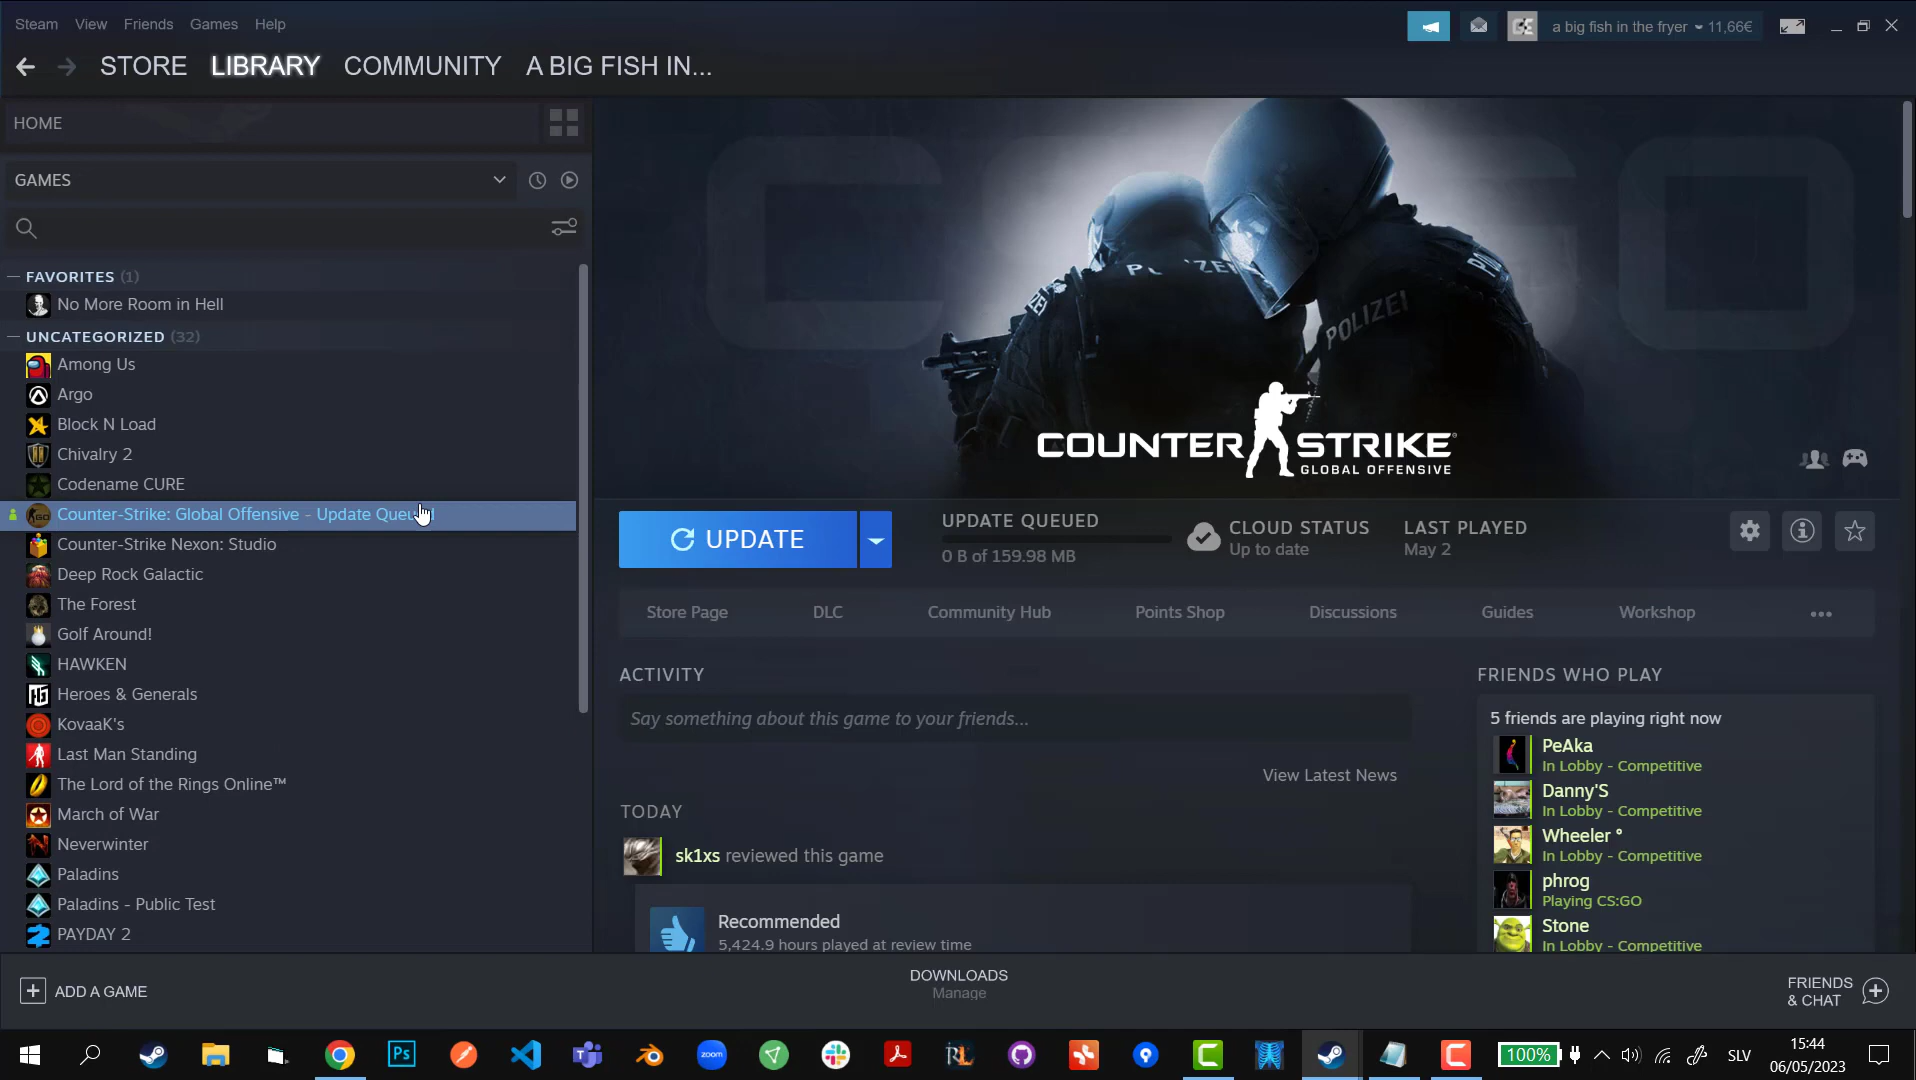 Steam View Friends Games Help
a big fish in the fryer 11,66€
STORE LIBRARY COMMUNITY A BIG FISH IN...
HOME
GAMES
FAVORITES (1)
No More Room in Hell
UNCATEGORIZED (32)
Among Us
Argo
Block N Load
Chivalry 2
Codename CURE
Counter-Strike: Global Offensive - Update Queued
Counter-Strike Nexon: Studio
Deep Rock Galactic
The Forest
Golf Around!
HAWKEN
Heroes & Generals
KovaaK's
Last Man Standing
The Lord of the Rings Online™
March of War
Neverwinter
Paladins
Paladins - Public Test
PAYDAY 2
CS GO
POLIZEI
POLIZEI
COUNTER STRIKE
GLOBAL OFFENSIVE
UPDATE
UPDATE QUEUED
0 B of 159.98 MB
CLOUD STATUS
Up to date
LAST PLAYED
May 2
Store Page DLC Community Hub Points Shop Discussions Guides Workshop
ACTIVITY
Say something about this game to your friends...
View Latest News
TODAY
sk1xs reviewed this game
Recommended
5,424.9 hours played at review time
FRIENDS WHO PLAY
5 friends are playing right now
PeAka
In Lobby - Competitive
Danny'S
In Lobby - Competitive
Wheeler °
In Lobby - Competitive
phrog
Playing CS:GO
Stone
In Lobby - Competitive
ADD A GAME
DOWNLOADS
Manage
FRIENDS
& CHAT
Ps
zoom
RL
100%
SLV
15:44
06/05/2023